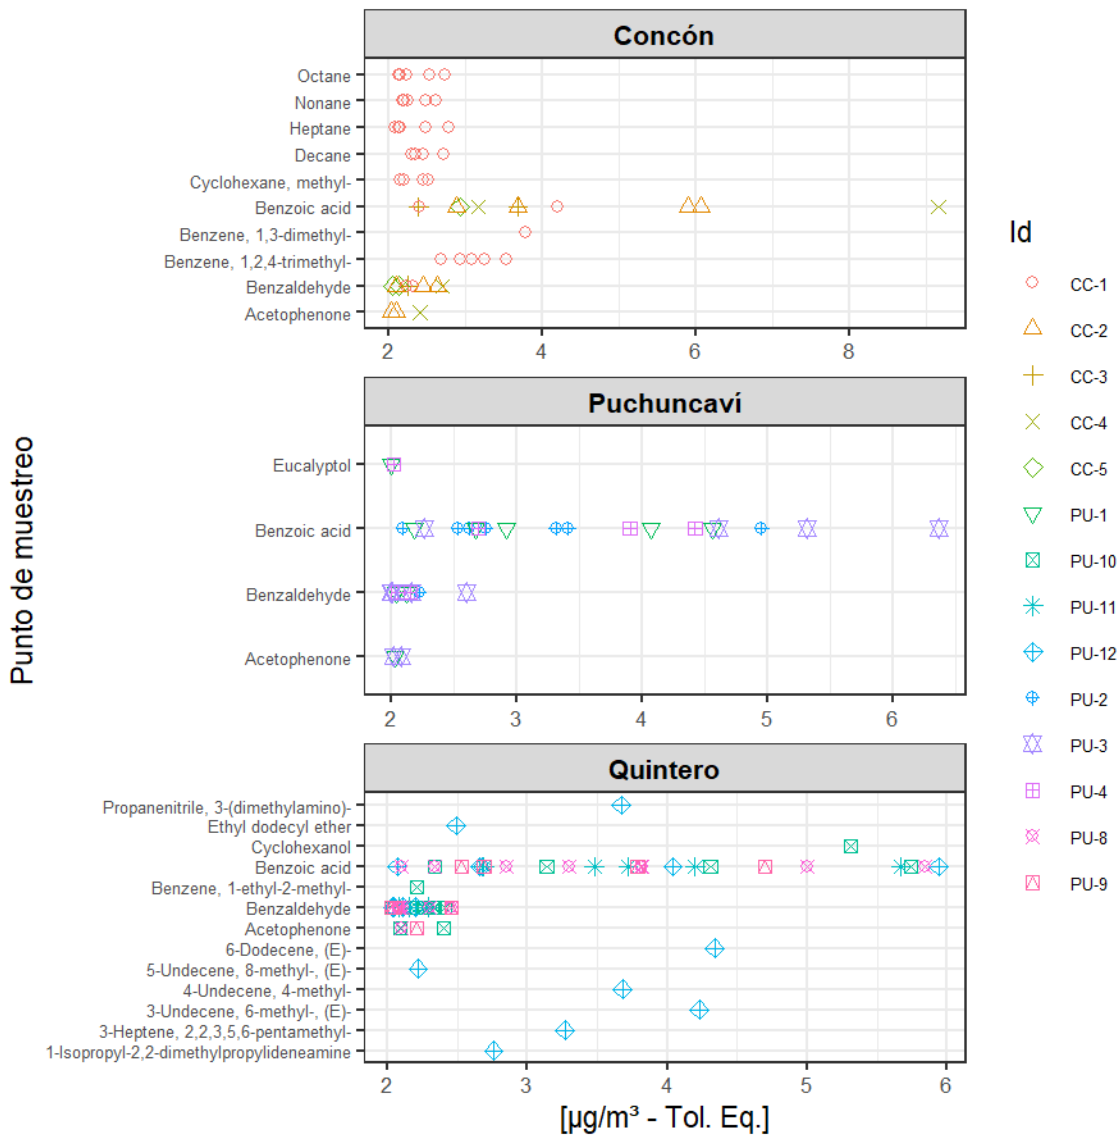 Concón
Octane
Nonane
Heptane
Decane
Cyclohexane, methyl-
Benzoic acid
Benzene, 1,3-dimethyl-
Benzene, 1,2,4-trimethyl-
Benzaldehyde
Acetophenone
2 4 6 8
Puchuncaví
Eucalyptol
Benzoic acid
Benzaldehyde
Acetophenone
2 3 4 5 6
Quintero
Propanenitrile, 3-(dimethylamino)-
Ethyl dodecyl ether
Cyclohexanol
Benzoic acid
Benzene, 1-ethyl-2-methyl-
Benzaldehyde
Acetophenone
6-Dodecene, (E)-
5-Undecene, 8-methyl-, (E)-
4-Undecene, 4-methyl-
3-Undecene, 6-methyl-, (E)-
3-Heptene, 2,2,3,5,6-pentamethyl-
1-Isopropyl-2,2-dimethylpropylideneamine
2 3 4 5 6
[µg/m³ - Tol. Eq.]
Punto de muestreo
Id
CC-1
CC-2
CC-3
CC-4
CC-5
PU-1
PU-10
PU-11
PU-12
PU-2
PU-3
PU-4
PU-8
PU-9